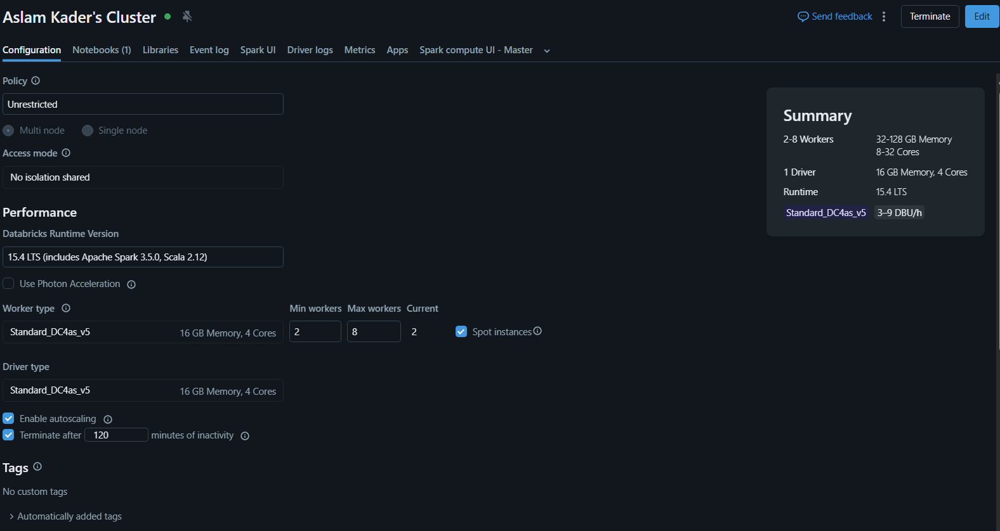 Aslam Kader's Cluster
Send feedback
Terminate
Edit
Configuration Notebooks (1) Libraries Event log Spark UI Driver logs Metrics Apps Spark compute UI - Master
Policy
Unrestricted
Multi node Single node
Access mode
No isolation shared
Performance
Databricks Runtime Version
15.4 LTS (includes Apache Spark 3.5.0, Scala 2.12)
Use Photon Acceleration
Worker type Min workers Max workers Current
Standard_DC4as_v5 16 GB Memory, 4 Cores 2 8 2 Spot instances
Driver type
Standard_DC4as_v5 16 GB Memory, 4 Cores
Enable autoscaling
Terminate after 120 minutes of inactivity
Tags
No custom tags
Automatically added tags
Summary
2-8 Workers 32-128 GB Memory
8-32 Cores
1 Driver 16 GB Memory, 4 Cores
Runtime 15.4 LTS
Standard_DC4as_v5 3–9 DBU/h